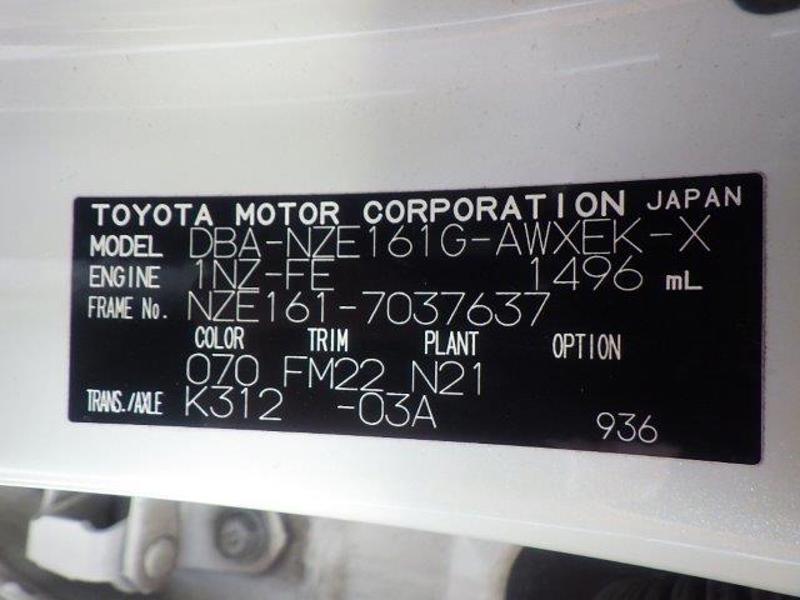 TOYOTA MOTOR CORPORATION JAPAN
MODEL DBA-NZE161G-AWXEK-X
ENGINE 1NZ-FE 1496 mL
FRAME No. NZE161-7037637
COLOR TRIM PLANT OPTION
070 FM22 N21
TRANS./AXLE K312 -03A
936